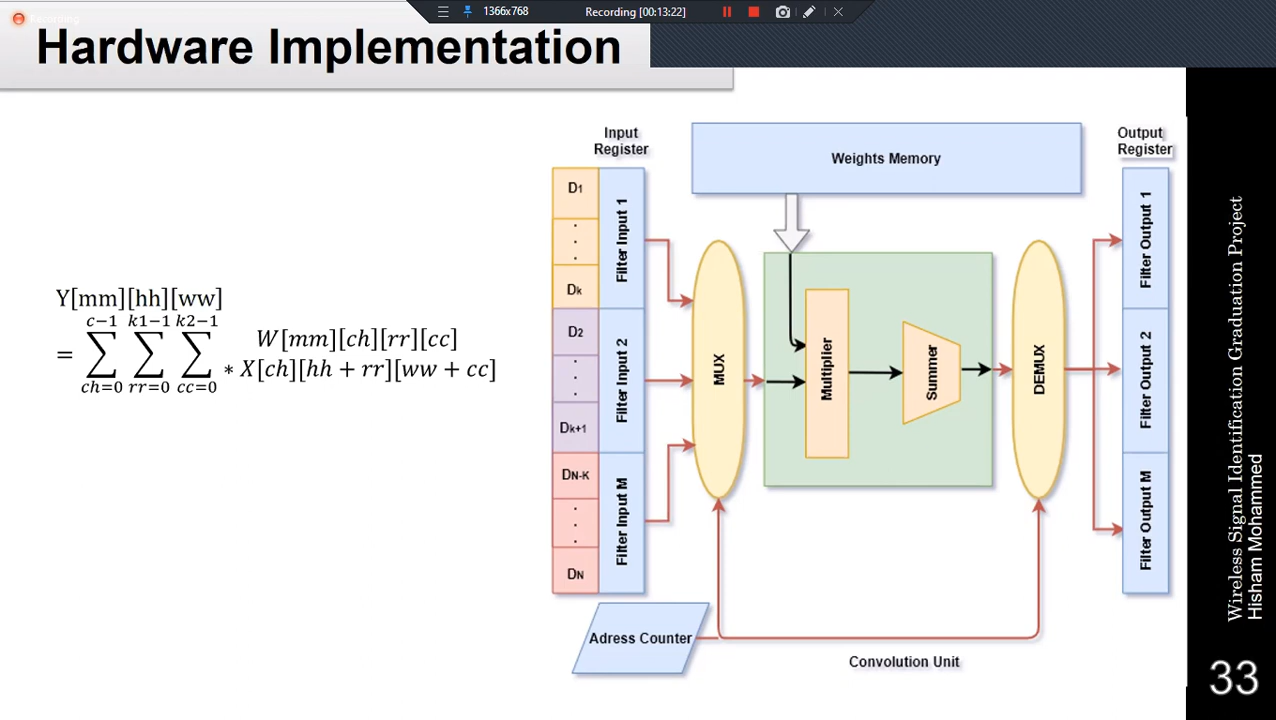 Recording
1366x768
Recording [00:13:22]
Hardware Implementation
Y[mm][hh][ww]
= ∑ch=0^c−1 ∑rr=0^k1−1 ∑cc=0^k2−1 W[mm][ch][rr][cc]
∗ X[ch][hh + rr][ww + cc]
Input
Register
D1
.
.
.
Dk
D2
.
.
.
Dk+1
DN-K
.
.
.
DN
Filter Input 1
Filter Input 2
Filter Input M
Adress Counter
MUX
Weights Memory
Multiplier
Summer
DEMUX
Convolution Unit
Output
Register
Filter Output 1
Filter Output 2
Filter Output M
Wireless Signal Identification Graduation Project
Hisham Mohammed
33